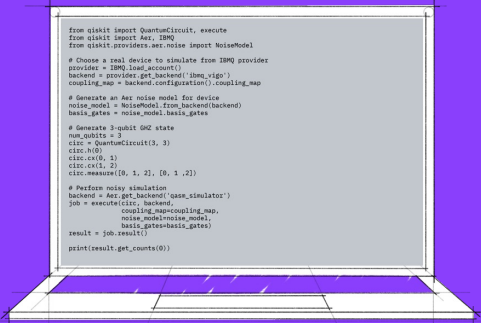 from qiskit import QuantumCircuit, execute
from qiskit import Aer, IBMQ
from qiskit.providers.aer.noise import NoiseModel
# Choose a real device to simulate from IBMQ provider
provider = IBMQ.load_account()
backend = provider.get_backend('ibmq_vigo')
coupling_map = backend.configuration().coupling_map
# Generate an Aer noise model for device
noise_model = NoiseModel.from_backend(backend)
basis_gates = noise_model.basis_gates
# Generate 3-qubit GHZ state
num_qubits = 3
circ = QuantumCircuit(3, 3)
circ.h(0)
circ.cx(0, 1)
circ.cx(1, 2)
circ.measure([0, 1, 2], [0, 1 ,2])
# Perform noisy simulation
backend = Aer.get_backend('qasm_simulator')
job = execute(circ, backend,
coupling_map=coupling_map,
noise_model=noise_model,
basis_gates=basis_gates)
result = job.result()
print(result.get_counts(0))